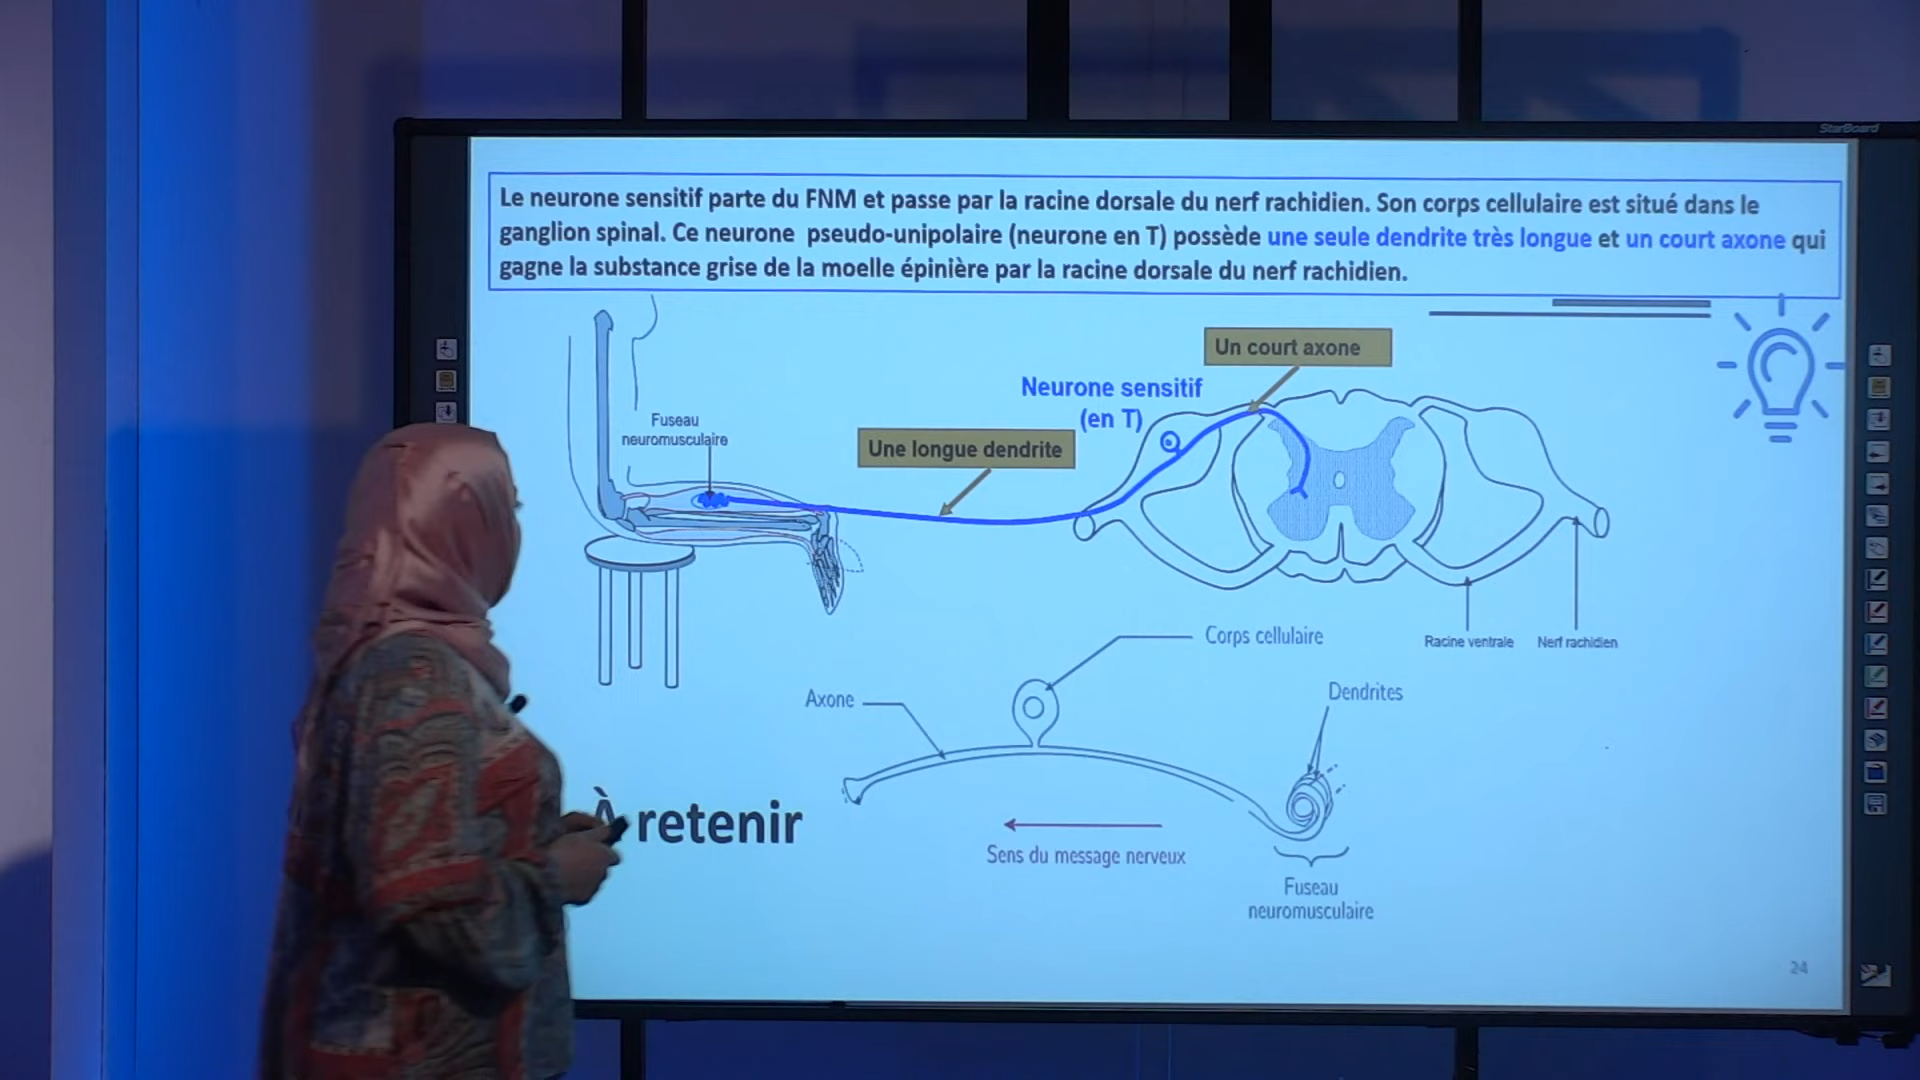 StarBoard
Le neurone sensitif parte du FNM et passe par la racine dorsale du nerf rachidien. Son corps cellulaire est situé dans le
ganglion spinal. Ce neurone pseudo-unipolaire (neurone en T) possède une seule dendrite très longue et un court axone qui
gagne la substance grise de la moelle épinière par la racine dorsale du nerf rachidien.
Un court axone
Neurone sensitif
(en T)
Fuseau
neuromusculaire
Une longue dendrite
Racine ventrale
Nerf rachidien
Corps cellulaire
Axone
Dendrites
À retenir
Sens du message nerveux
Fuseau
neuromusculaire
24